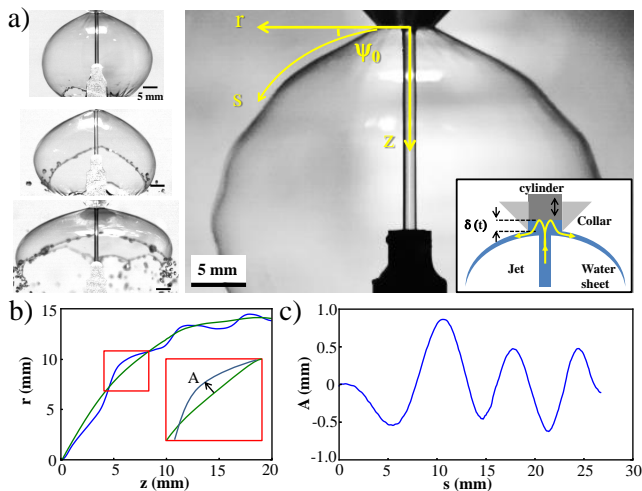 a)
5 mm
r
ψ0
s
z
5 mm
cylinder
δ(t)
Collar
Jet
Water
sheet
b)
15
10
5
0
r (mm)
A
0
5
10
15
20
z (mm)
c)
1.0
0.5
0
-0.5
-1.0
A (mm)
0
5
10
15
20
25
30
s (mm)